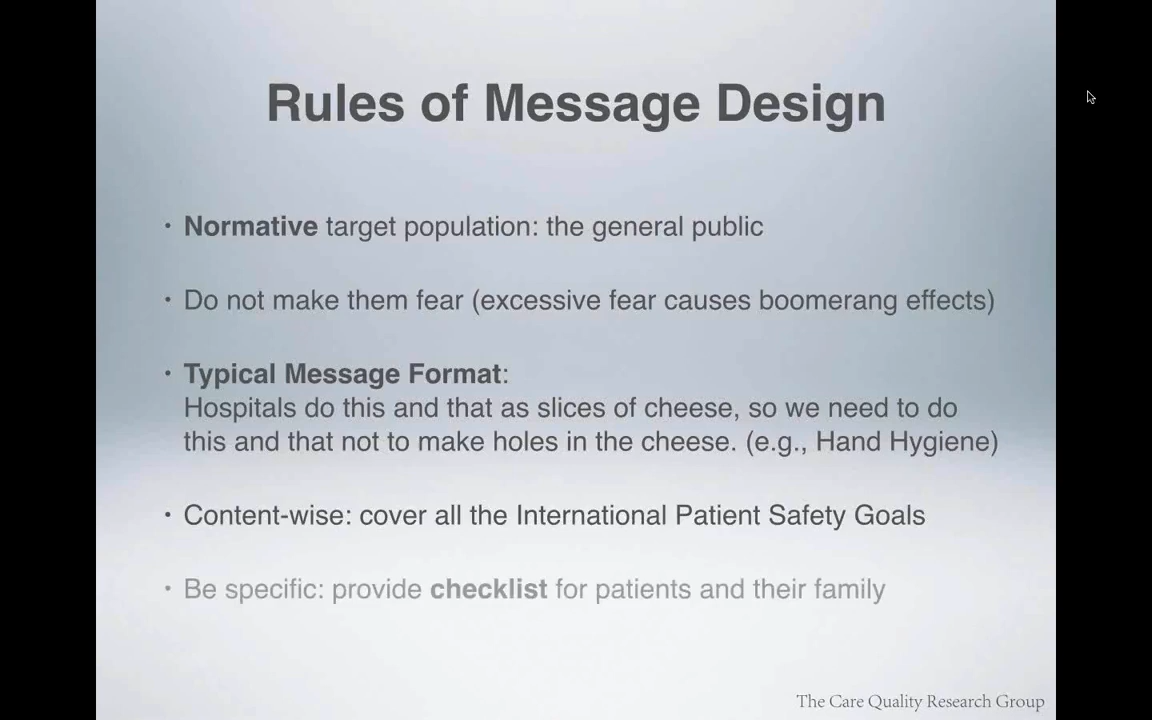 Rules of Message Design
• Normative target population: the general public
• Do not make them fear (excessive fear causes boomerang effects)
• Typical Message Format:
Hospitals do this and that as slices of cheese, so we need to do
this and that not to make holes in the cheese. (e.g., Hand Hygiene)
• Content-wise: cover all the International Patient Safety Goals
• Be specific: provide checklist for patients and their family
The Care Quality Research Group